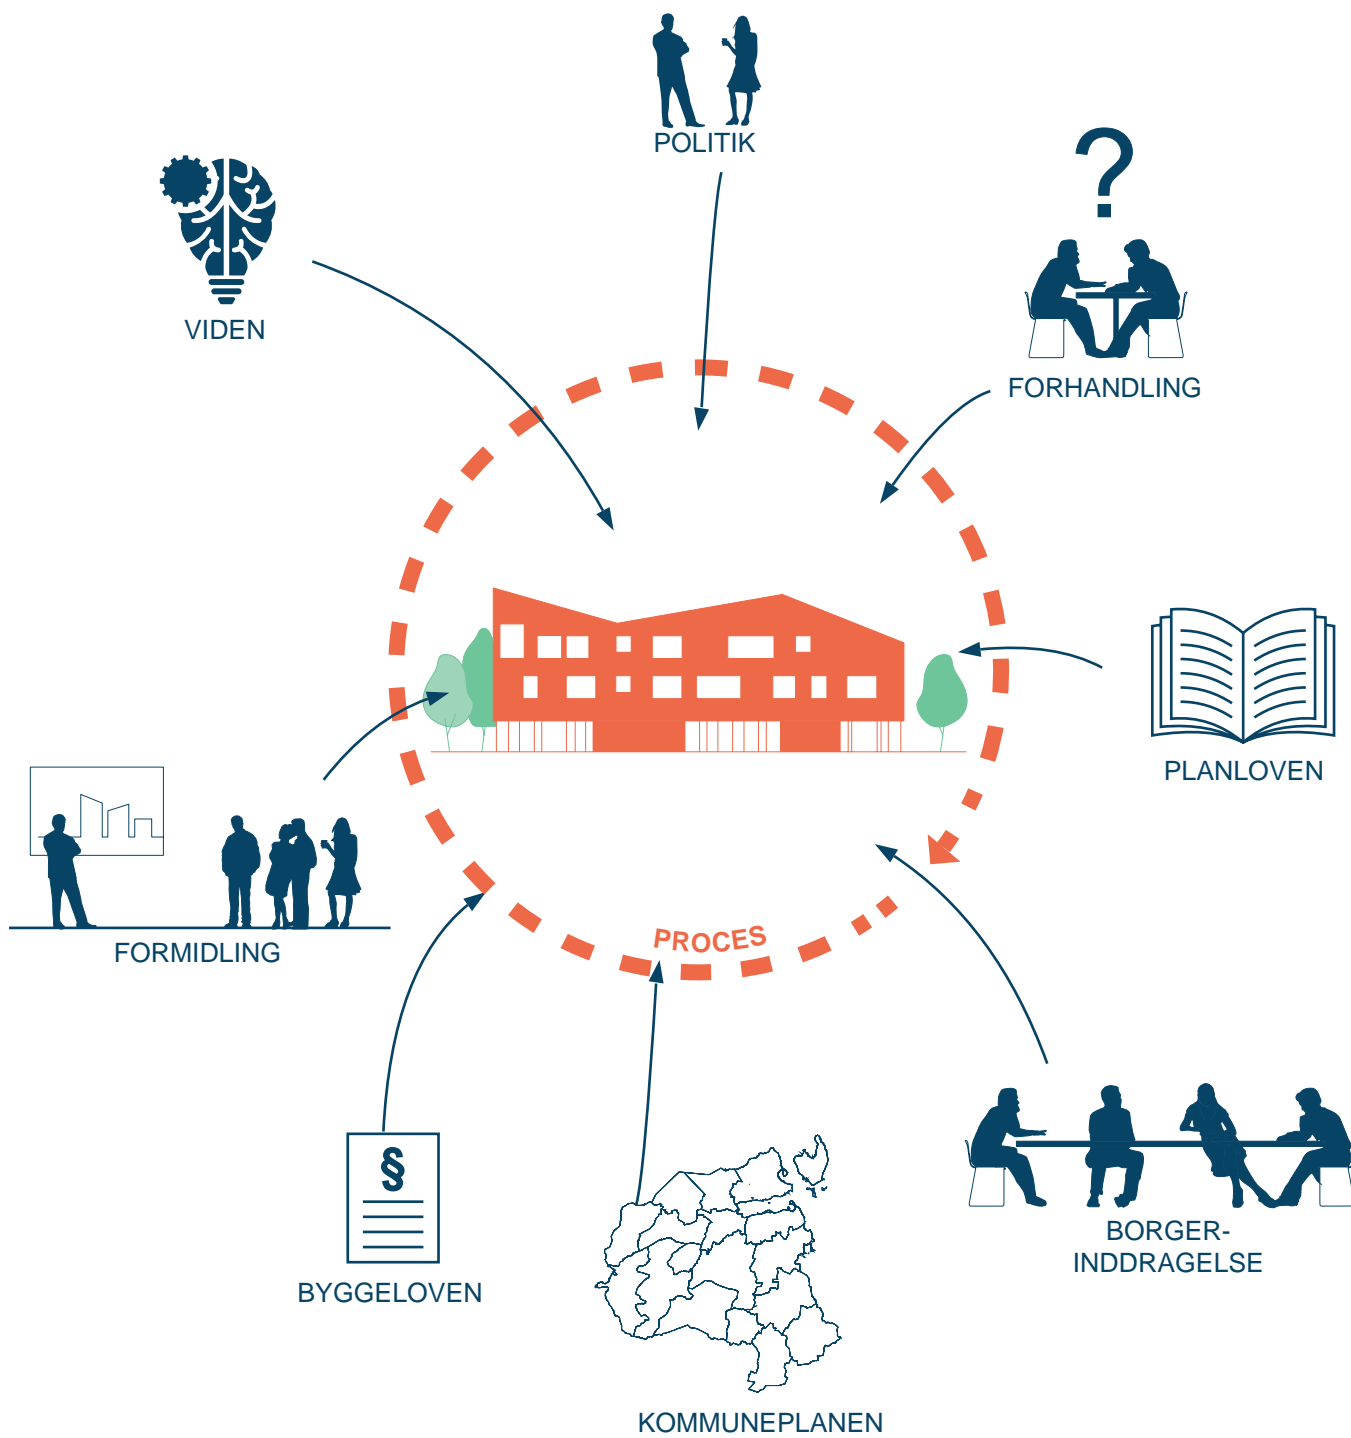 POLITIK
?
VIDEN
FORHANDLING
PLANLOVEN
FORMIDLING
PROCES
§
BORGER-
INDDRAGELSE
BYGGELOVEN
KOMMUNEPLANEN